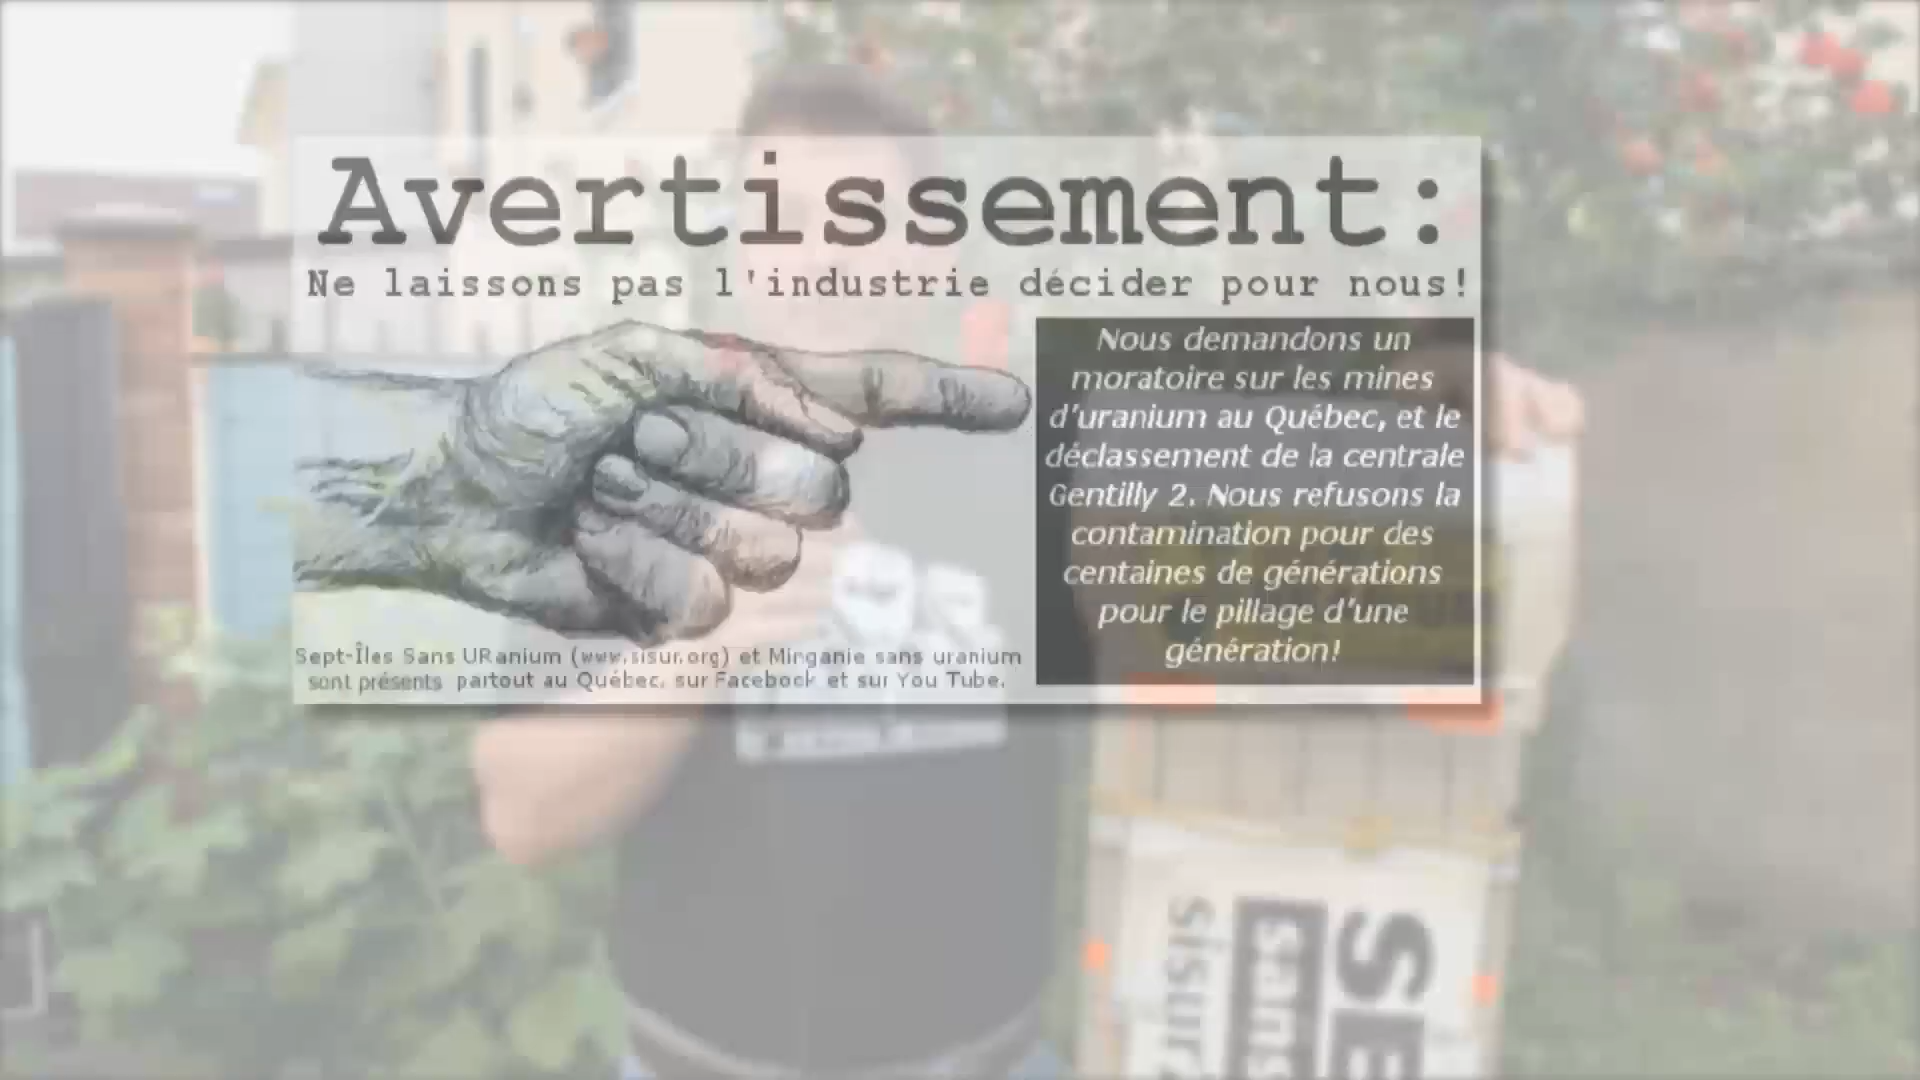 Avertissement:
Ne laissons pas l'industrie décider pour nous!
Nous demandons un
moratoire sur les mines
d'uranium au Québec, et le
déclassement de la centrale
Gentilly 2. Nous refusons la
contamination pour des
centaines de générations
pour le pillage d'une
génération!
Sept-Îles Sans URanium (www.sisur.org) et Minganie sans uranium
sont présents partout au Québec, sur Facebook et sur You Tube.
SE
Sans
sisur